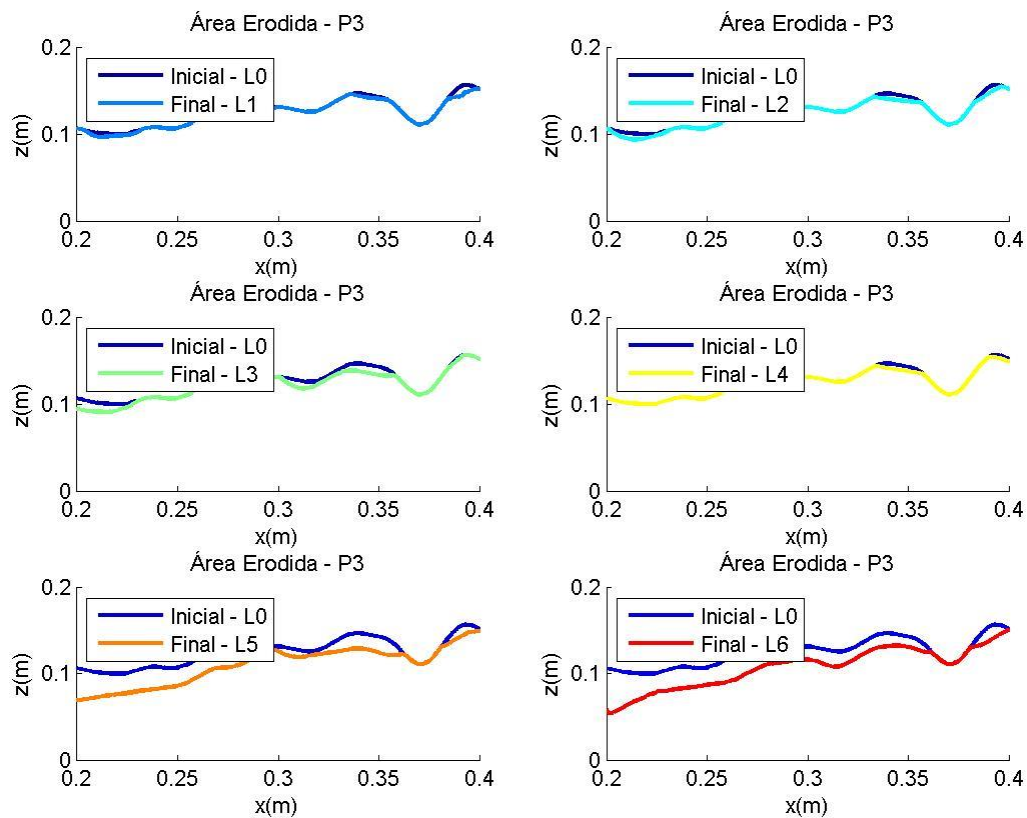 Área Erodida - P3
0.2
Inicial - L0
Final - L1
0.1
z(m)
0
0.2 0.25 0.3 0.35 0.4
x(m)
Área Erodida - P3
0.2
Inicial - L0
Final - L2
0.1
z(m)
0
0.2 0.25 0.3 0.35 0.4
x(m)
Área Erodida - P3
0.2
Inicial - L0
Final - L3
0.1
z(m)
0
0.2 0.25 0.3 0.35 0.4
x(m)
Área Erodida - P3
0.2
Inicial - L0
Final - L4
0.1
z(m)
0
0.2 0.25 0.3 0.35 0.4
x(m)
Área Erodida - P3
0.2
Inicial - L0
Final - L5
0.1
z(m)
0
0.2 0.25 0.3 0.35 0.4
x(m)
Área Erodida - P3
0.2
Inicial - L0
Final - L6
0.1
z(m)
0
0.2 0.25 0.3 0.35 0.4
x(m)